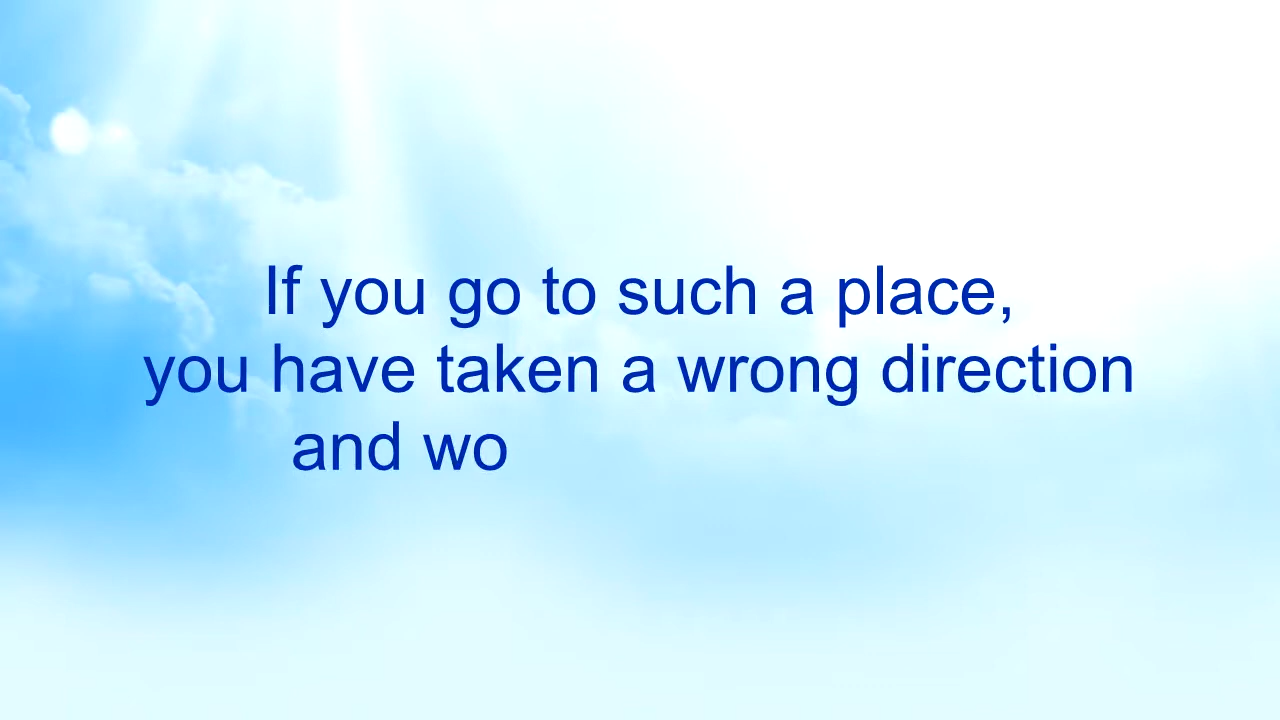 If you go to such a place,
you have taken a wrong direction
and wo